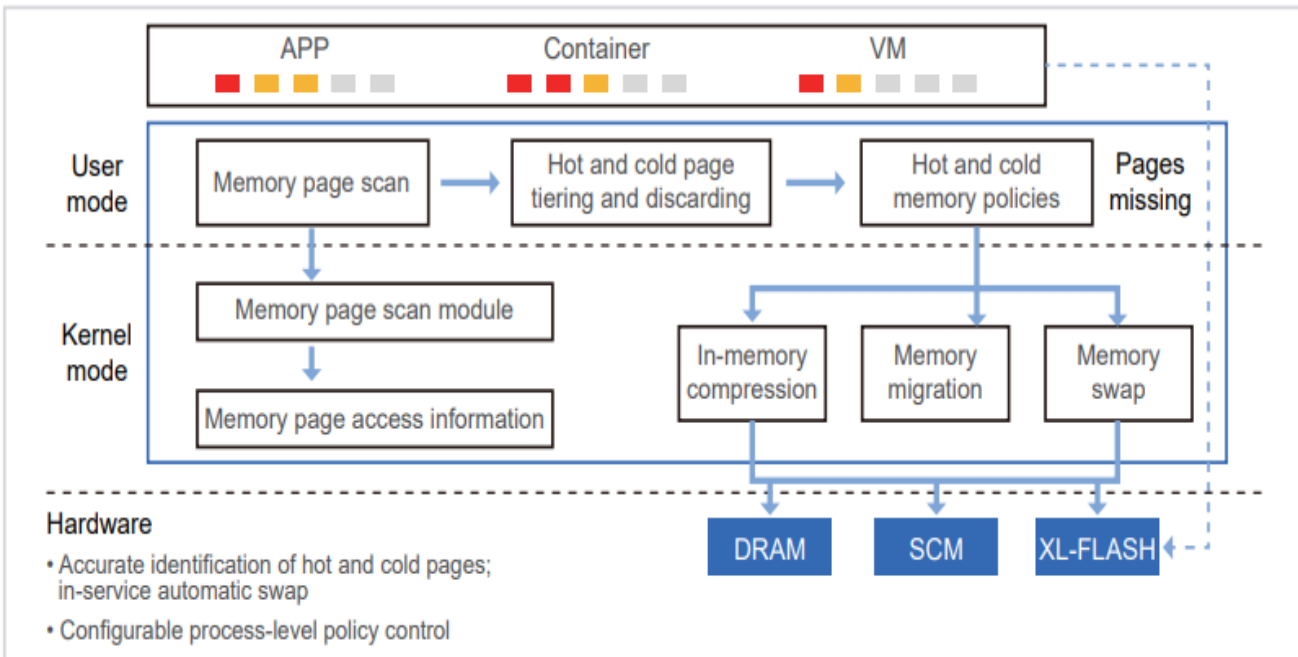 APP
Container
VM
User
mode
Memory page scan
Hot and cold page
tiering and discarding
Hot and cold
memory policies
Pages
missing
Kernel
mode
Memory page scan module
Memory page access information
In-memory
compression
Memory
migration
Memory
swap
Hardware
DRAM
SCM
XL-FLASH
• Accurate identification of hot and cold pages;
in-service automatic swap
• Configurable process-level policy control